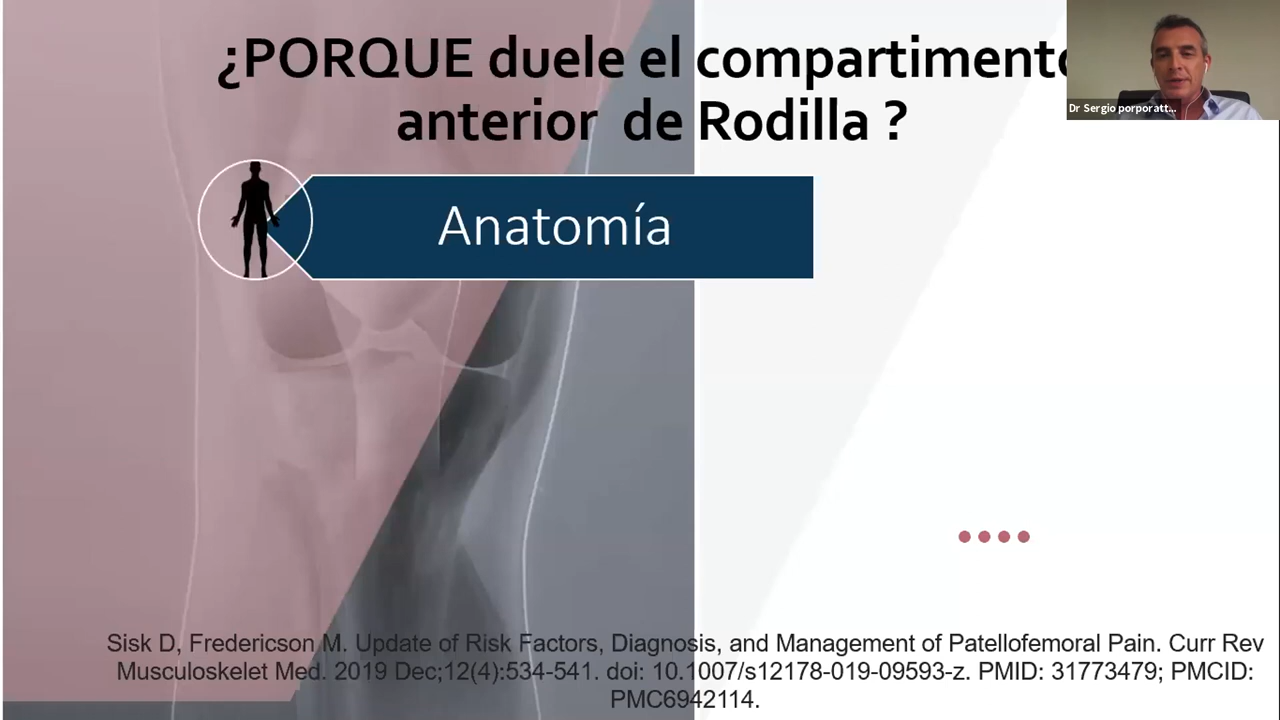 ¿PORQUE duele el compartimento
anterior de Rodilla ?
Dr Sergio porporatt...
Anatomía
Sisk D, Fredericson M. Update of Risk Factors, Diagnosis, and Management of Patellofemoral Pain. Curr Rev
Musculoskelet Med. 2019 Dec;12(4):534-541. doi: 10.1007/s12178-019-09593-z. PMID: 31773479; PMCID:
PMC6942114.